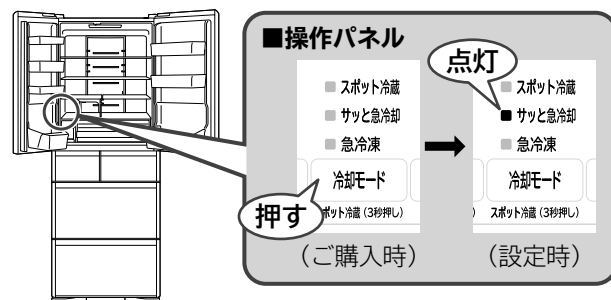 ■操作パネル
点灯
スポット冷蔵
サッと急冷却
急冷凍
冷却モード
押す
ポット冷蔵 (3秒押し)
(ご購入時)
スポット冷蔵
サッと急冷却
急冷凍
冷却モード
) スポット冷蔵 (3秒押し)
(設定時)